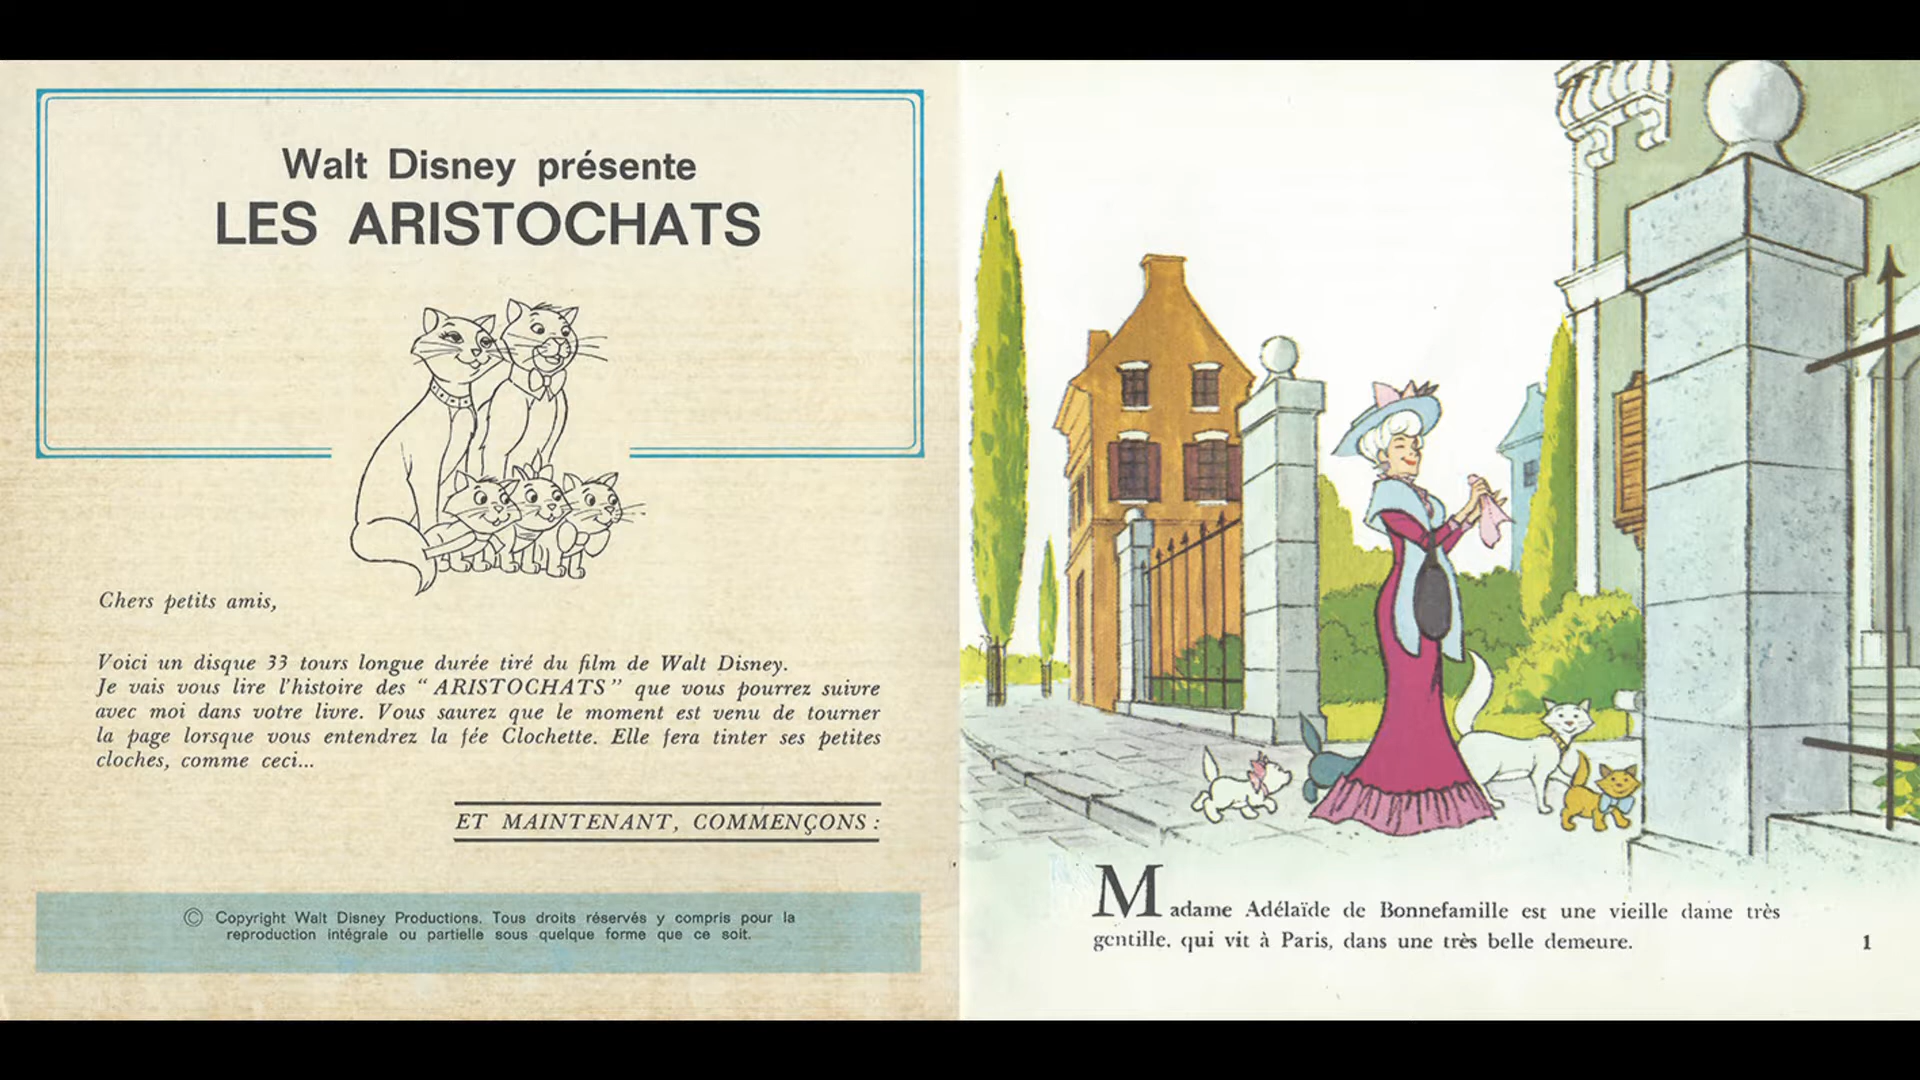 Walt Disney présente
LES ARISTOCHATS
Chers petits amis,
Voici un disque 33 tours longue durée tiré du film de Walt Disney.
Je vais vous lire l'histoire des “ ARISTOCHATS ” que vous pourrez suivre
avec moi dans votre livre. Vous saurez que le moment est venu de tourner
la page lorsque vous entendrez la fée Clochette. Elle fera tinter ses petites
cloches, comme ceci...
ET MAINTENANT, COMMENÇONS :
© Copyright Walt Disney Productions. Tous droits réservés y compris pour la
reproduction intégrale ou partielle sous quelque forme que ce soit.
Madame Adélaïde de Bonnefamille est une vieille dame très
gentille, qui vit à Paris, dans une très belle demeure.
1